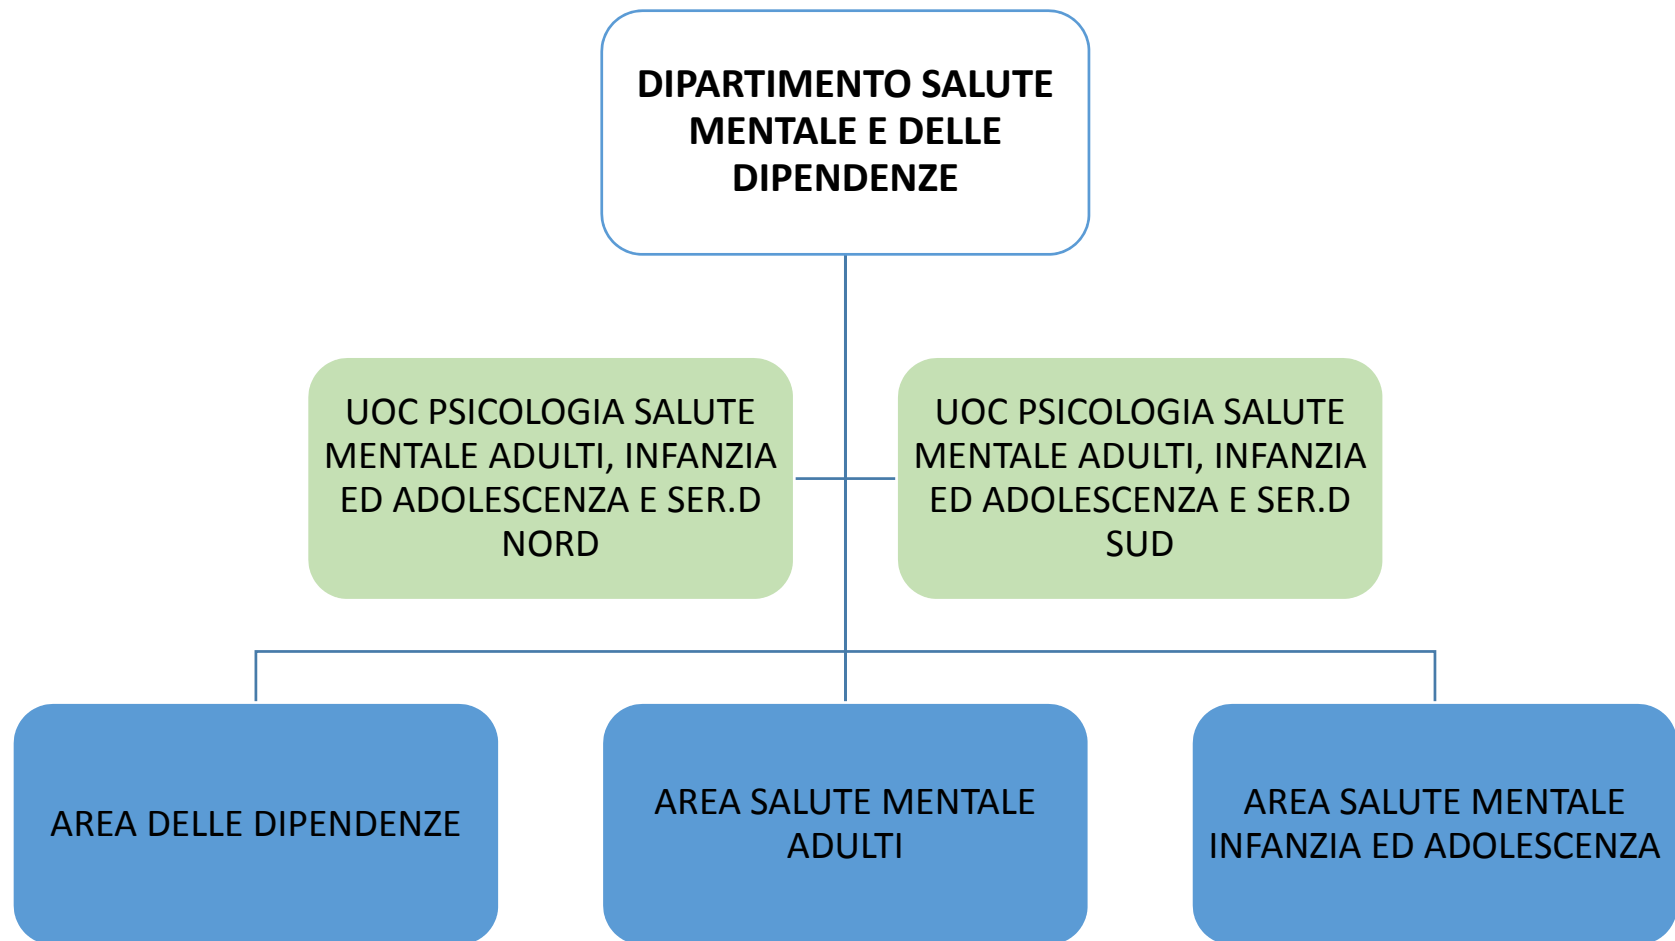 DIPARTIMENTO SALUTE
MENTALE E DELLE
DIPENDENZE
UOC PSICOLOGIA SALUTE
MENTALE ADULTI, INFANZIA
ED ADOLESCENZA E SER.D
NORD
UOC PSICOLOGIA SALUTE
MENTALE ADULTI, INFANZIA
ED ADOLESCENZA E SER.D
SUD
AREA DELLE DIPENDENZE
AREA SALUTE MENTALE
ADULTI
AREA SALUTE MENTALE
INFANZIA ED ADOLESCENZA